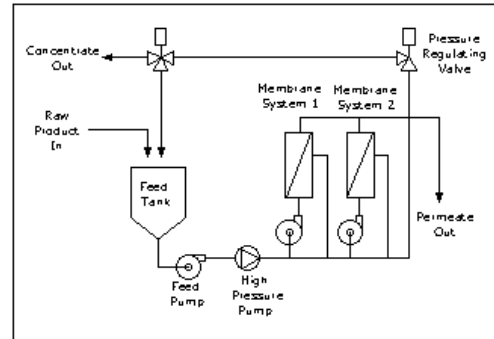 Concentrate
Out
Pressure
Regulating
Valve
Raw
Product
In
Membrane
System 1
Membrane
System 2
Feed
Tank
Permeate
Out
Feed
Pump
High
Pressure
Pump